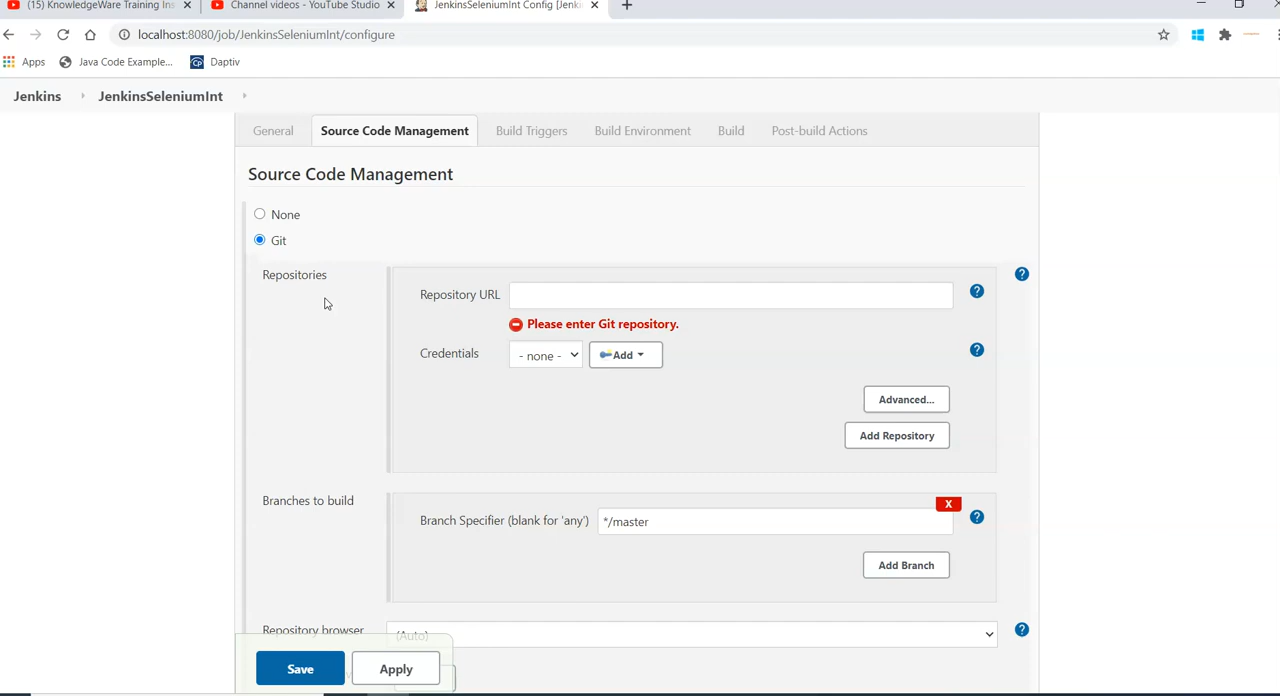 (15) KnowledgeWare Training Ins
Channel videos - YouTube Studio
JenkinsSeleniumInt Config [Jenki
localhost:8080/job/JenkinsSeleniumInt/configure
Apps
Java Code Example...
CP
Daptiv
Jenkins
JenkinsSeleniumInt
General
Source Code Management
Build Triggers
Build Environment
Build
Post-build Actions
Source Code Management
None
Git
Repositories
?
Repository URL
?
Please enter Git repository.
Credentials
- none -
Add
?
Advanced...
Add Repository
Branches to build
X
Branch Specifier (blank for 'any')
*/master
?
Add Branch
Repository browser
(Auto)
?
Save
Apply